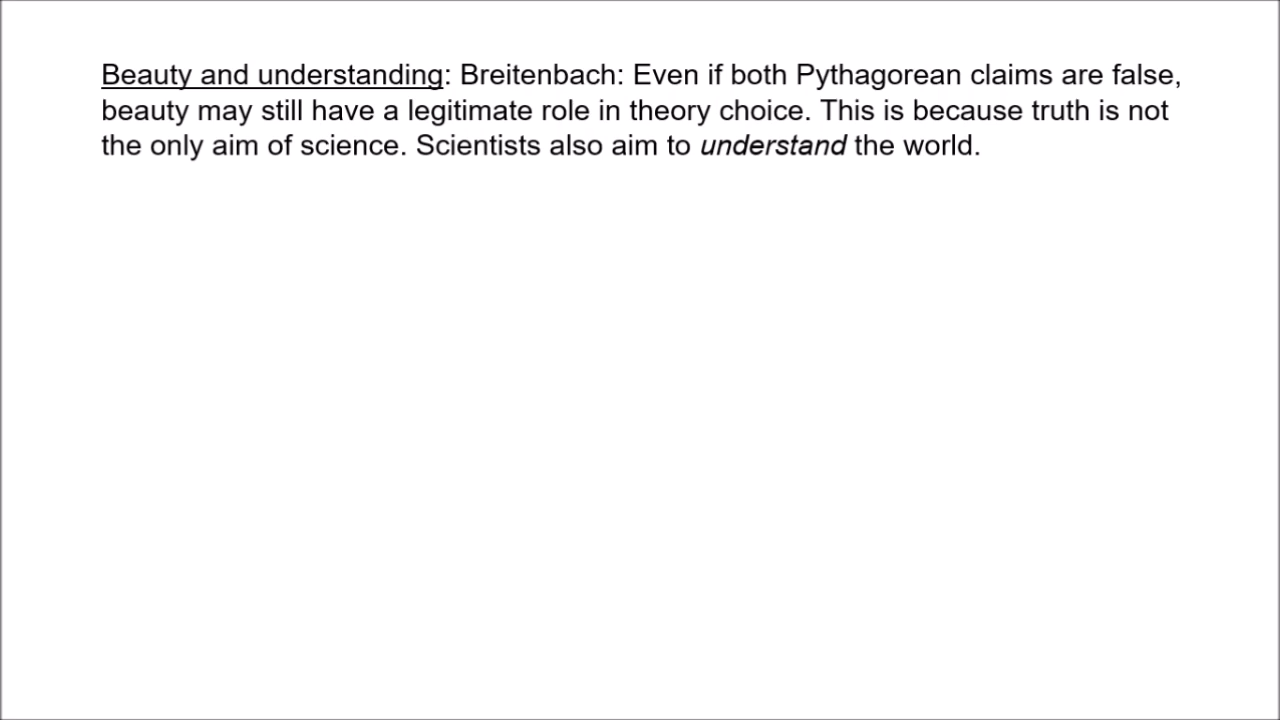 Beauty and understanding: Breitenbach: Even if both Pythagorean claims are false,
beauty may still have a legitimate role in theory choice. This is because truth is not
the only aim of science. Scientists also aim to understand the world.